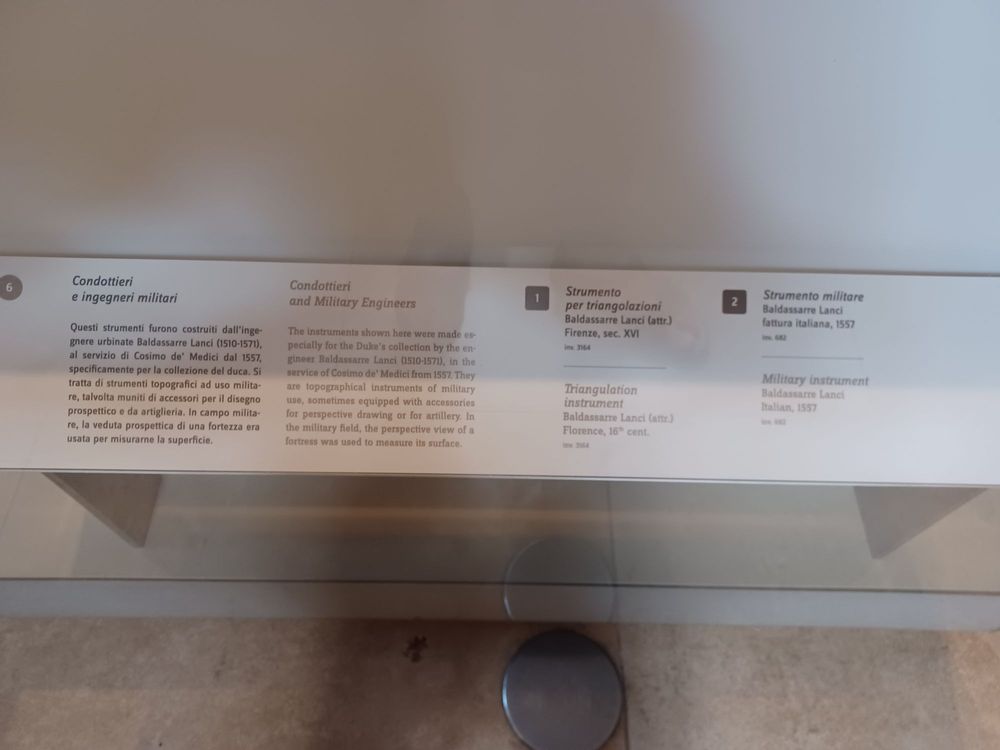 6
Condottieri
e ingegneri militari
Questi strumenti furono costruiti dall'inge-
gnere urbinate Baldassarre Lanci (1510-1571),
al servizio di Cosimo de' Medici dal 1557,
specificamente per la collezione del duca. Si
tratta di strumenti topografici ad uso milita-
re, talvolta muniti di accessori per il disegno
prospettico e da artiglieria. In campo milita-
re, la veduta prospettica di una fortezza era
usata per misurarne la superficie.
Condottieri
and Military Engineers
The instruments shown here were made es-
pecially for the Duke's collection by the en-
gineer Baldassarre Lanci (1510-1571), in the
service of Cosimo de' Medici from 1557. They
are topographical instruments of military
use, sometimes equipped with accessories
for perspective drawing or for artillery. In
the military field, the perspective view of a
fortress was used to measure its surface.
1
Strumento
per triangolazioni
Baldassarre Lanci (attr.)
Firenze, sec. XVI
inv. 3164
Triangulation
instrument
Baldassarre Lanci (attr.)
Florence, 16th cent.
inv. 3164
2
Strumento militare
Baldassarre Lanci
fattura italiana, 1557
inv. 682
Military instrument
Baldassarre Lanci
Italian, 1557
inv. 682